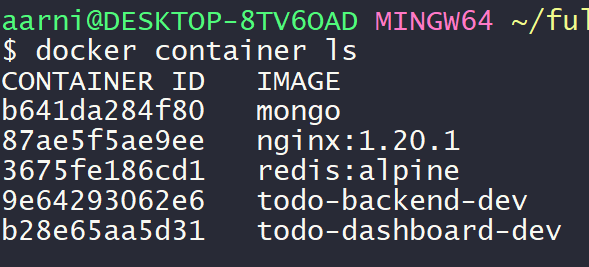 aarni@DESKTOP-8TV6OAD MINGW64 ~/ful
$ docker container ls
CONTAINER ID   IMAGE
b641da284f80   mongo
87ae5f5ae9ee   nginx:1.20.1
3675fe186cd1   redis:alpine
9e64293062e6   todo-backend-dev
b28e65aa5d31   todo-dashboard-dev